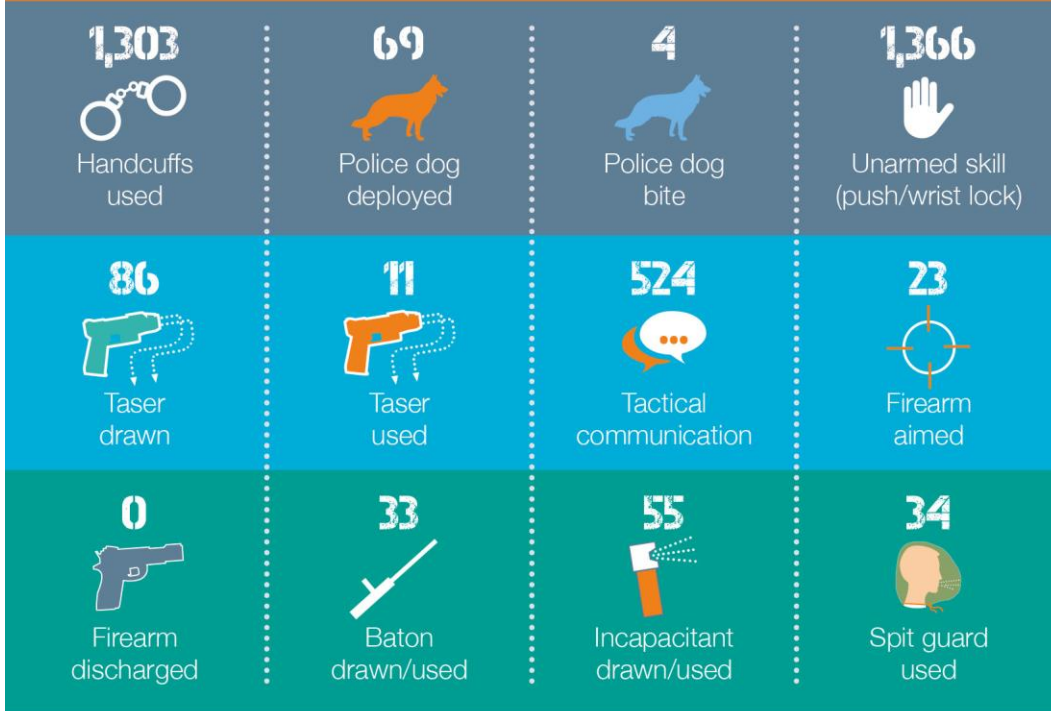 1,303
Handcuffs
used
69
Police dog
deployed
4
Police dog
bite
1,366
Unarmed skill
(push/wrist lock)
86
Taser
drawn
11
Taser
used
524
Tactical
communication
23
Firearm
aimed
0
Firearm
discharged
33
Baton
drawn/used
55
Incapacitant
drawn/used
34
Spit guard
used